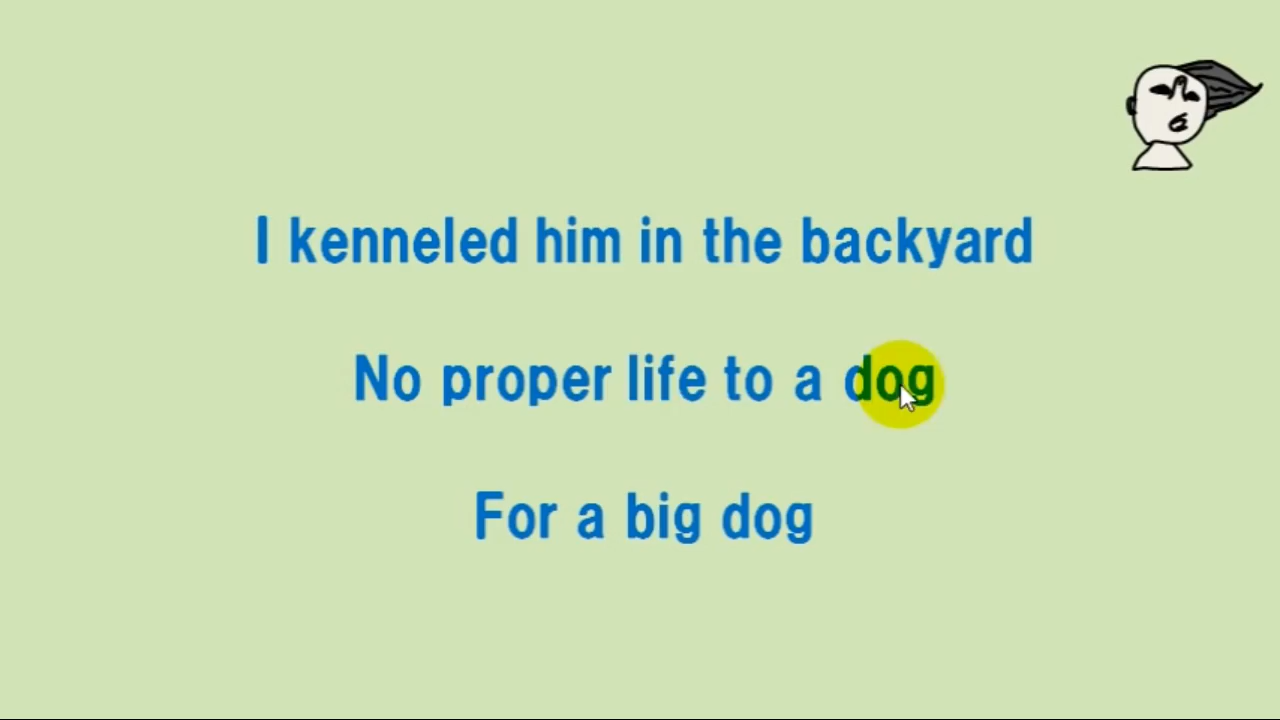 I kenneled him in the backyard
No proper life to a dog
For a big dog